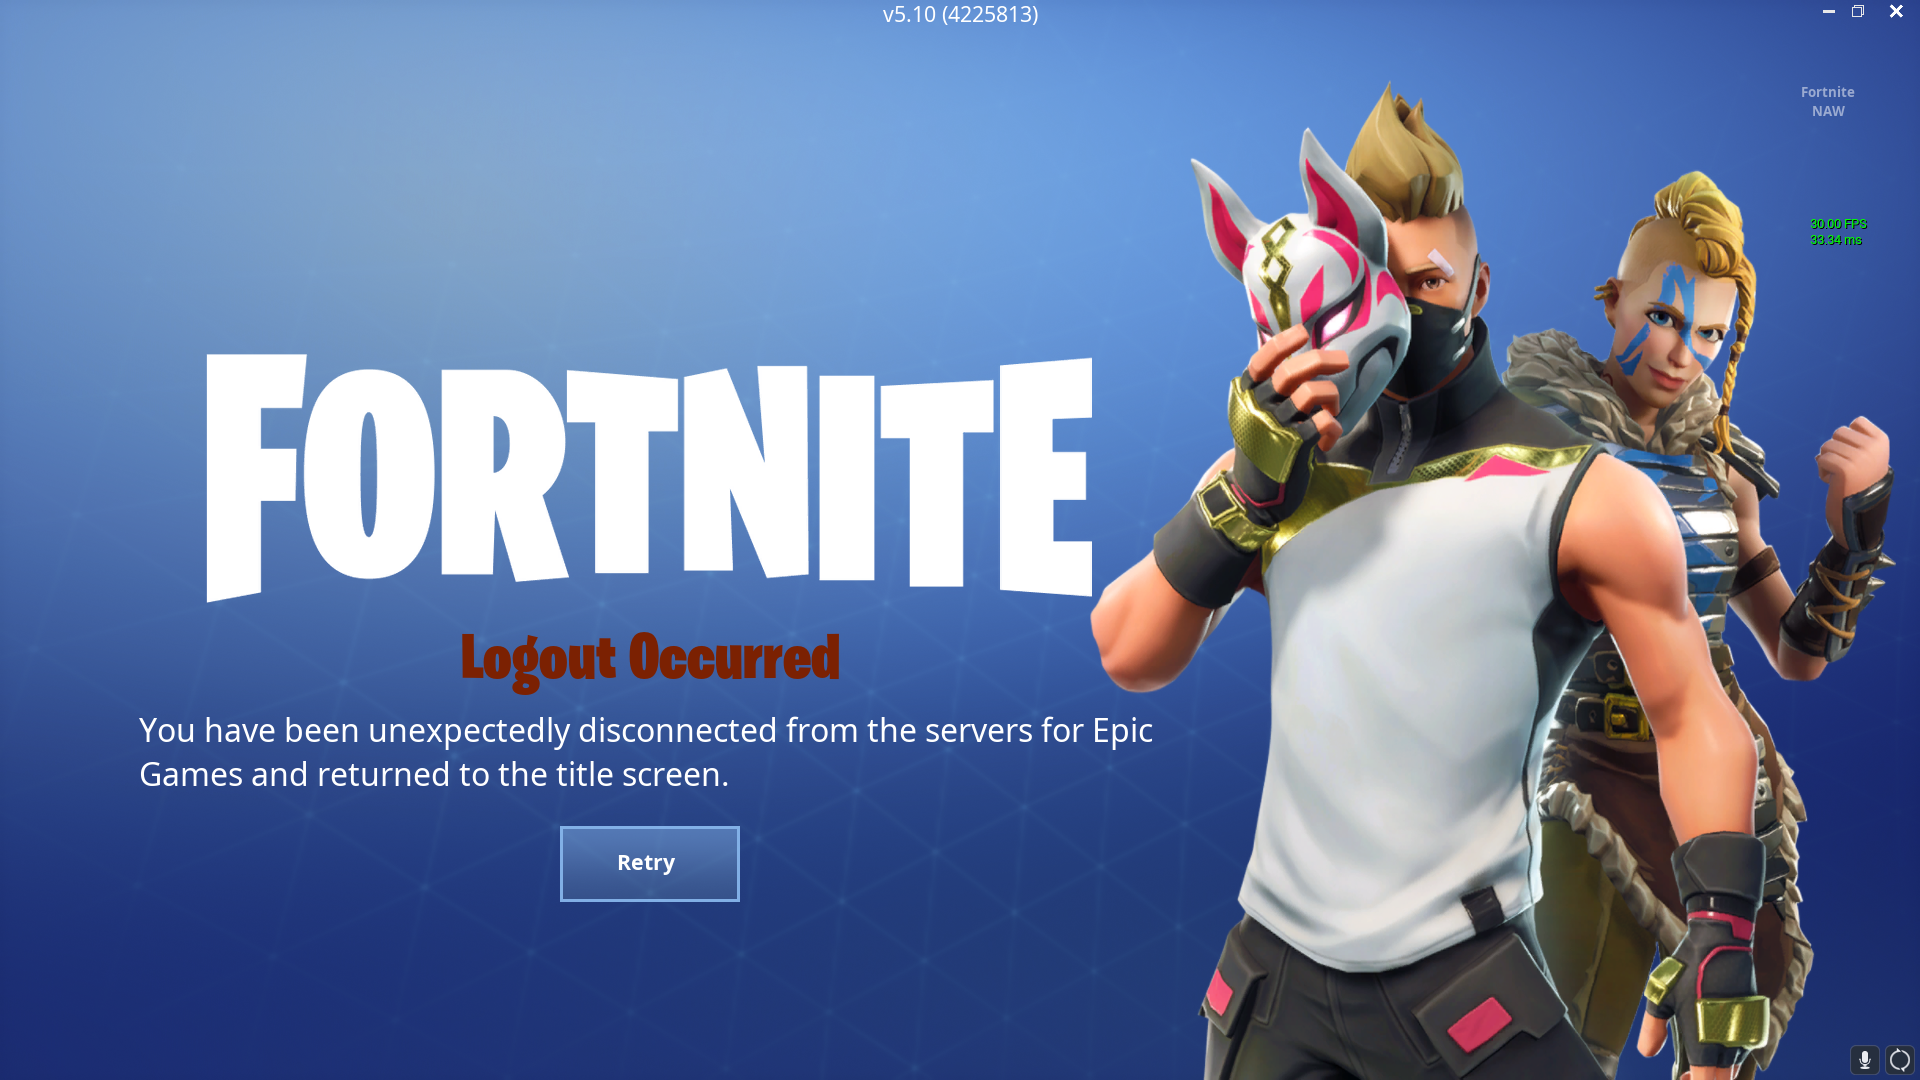 v5.10 (4225813)
Fortnite
NAW
30.00 FPS
33.34 ms
FORTNITE
Logout Occurred
You have been unexpectedly disconnected from the servers for Epic
Games and returned to the title screen.
Retry